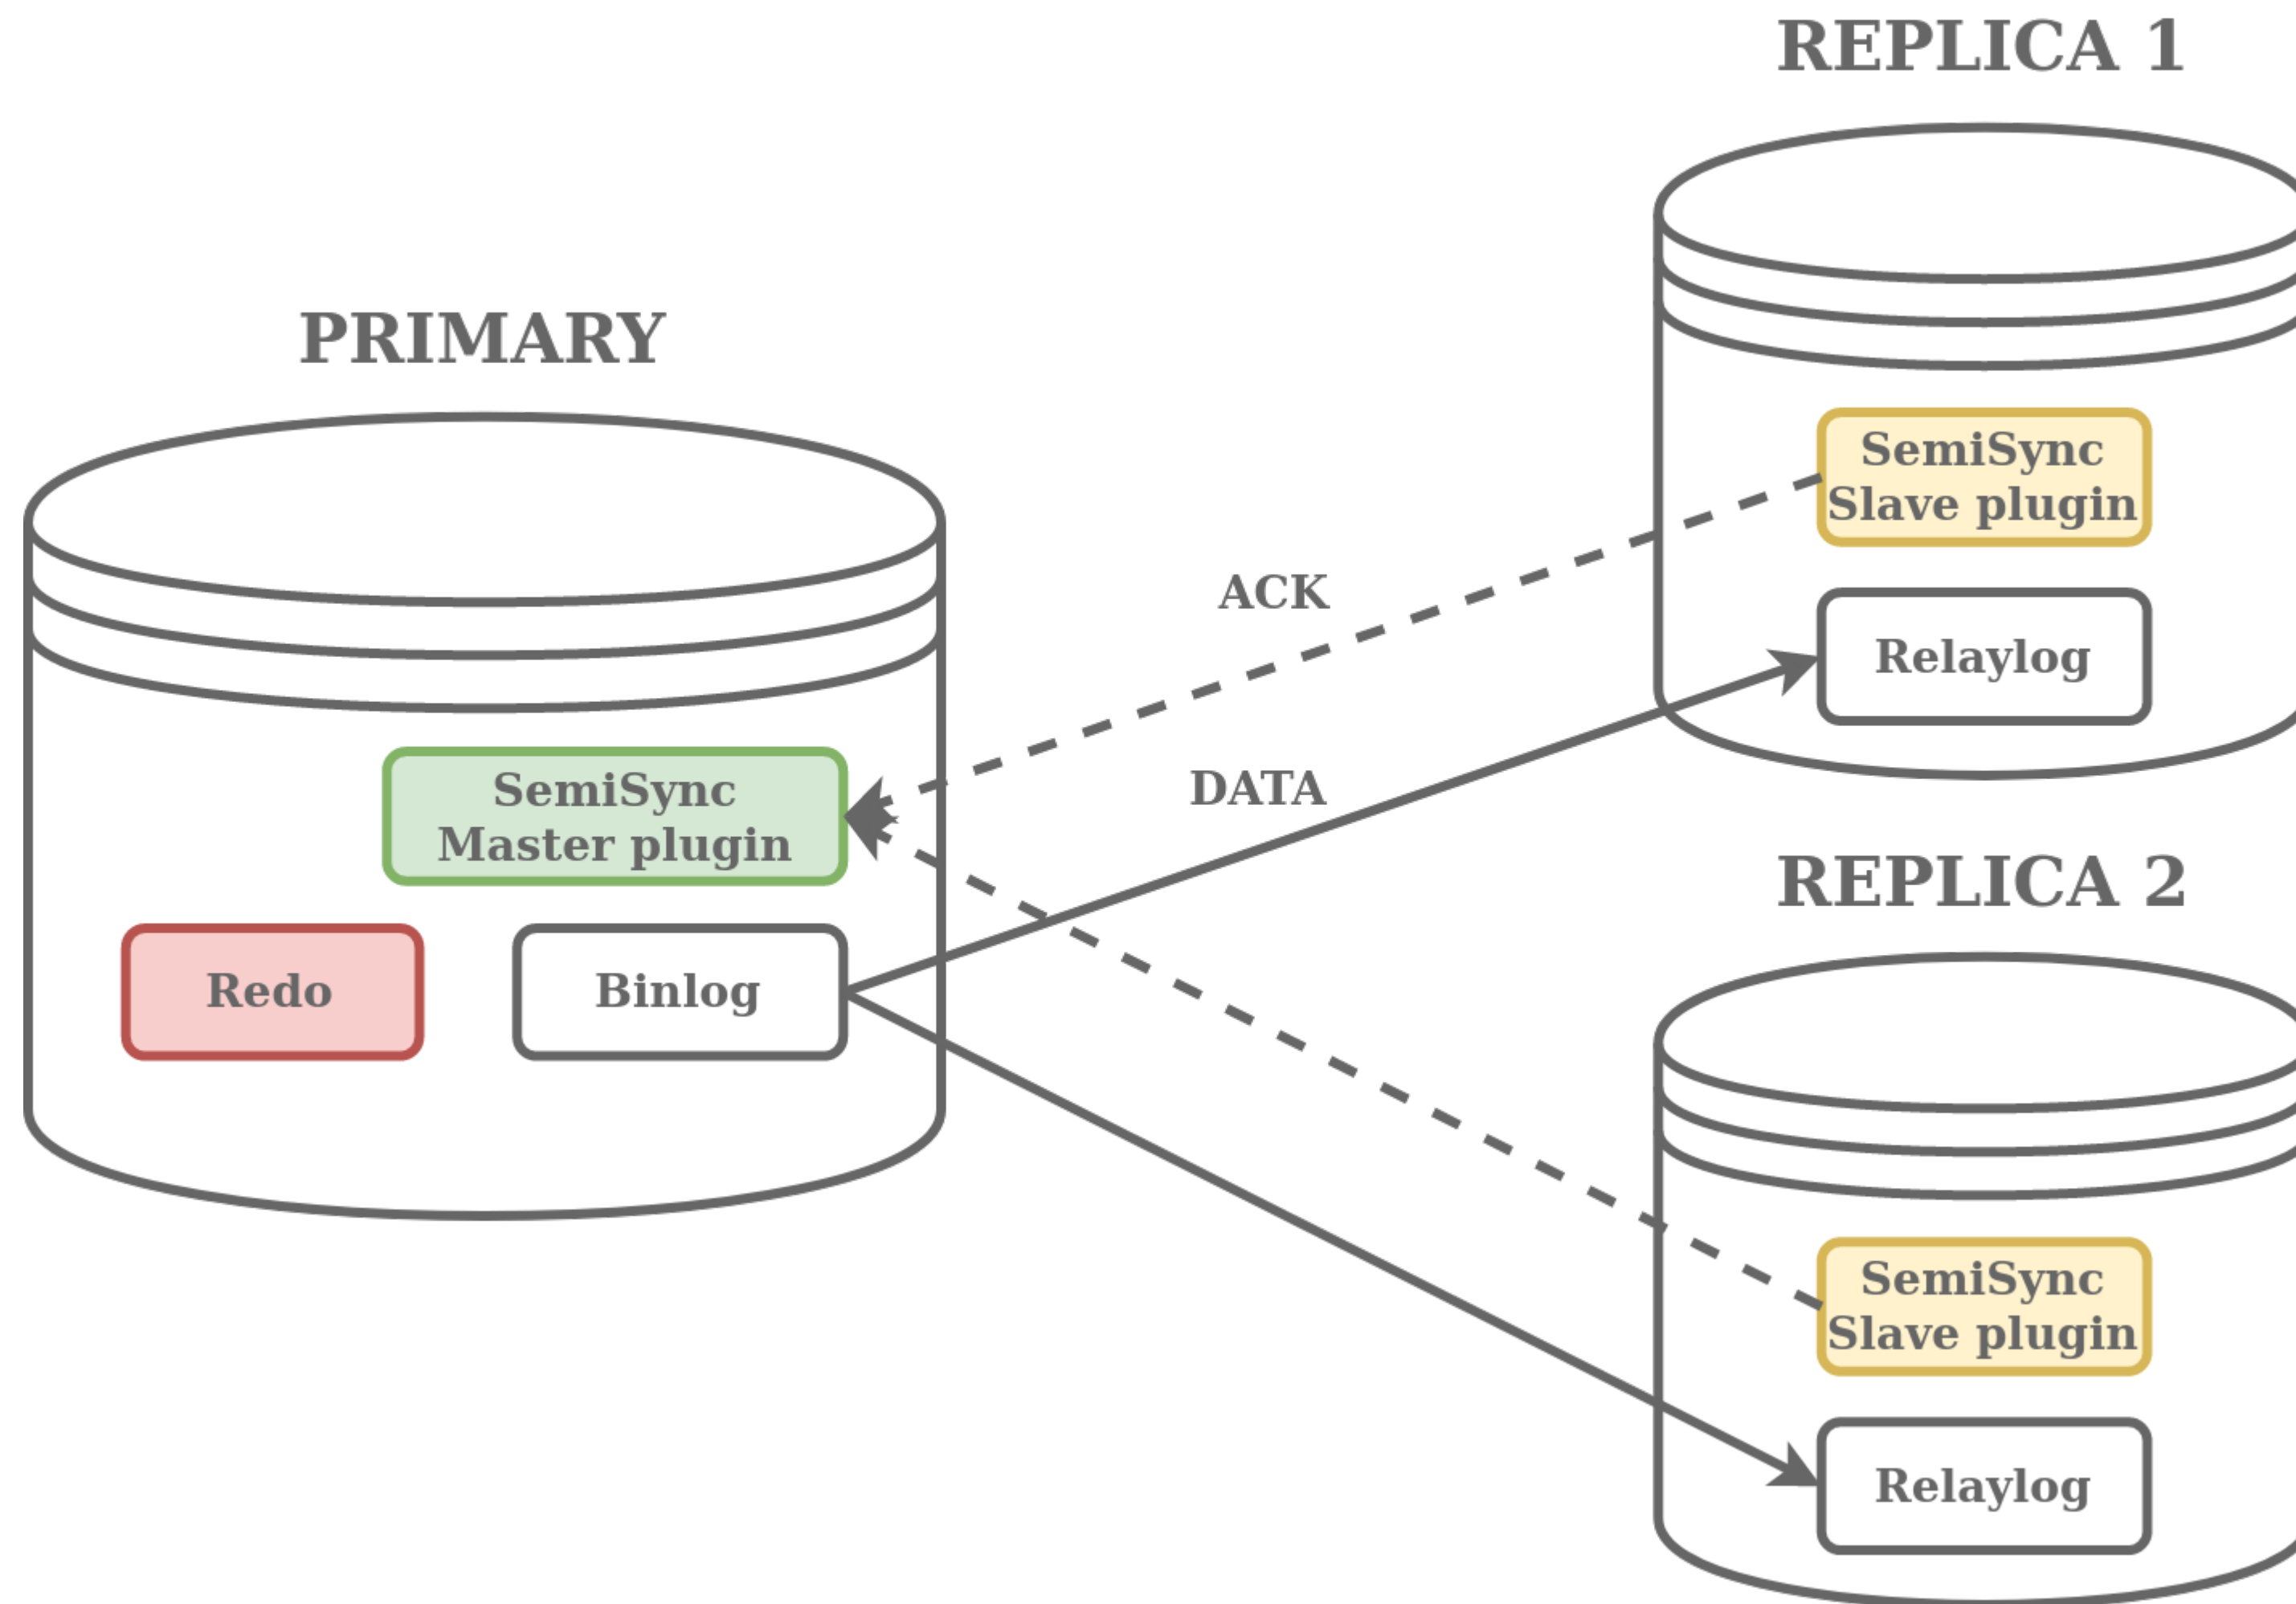 REPLICA 1
PRIMARY
SemiSync
Slave plugin
ACK
Relaylog
DATA
SemiSync
Master plugin
REPLICA 2
Redo
Binlog
SemiSync
Slave plugin
Relaylog